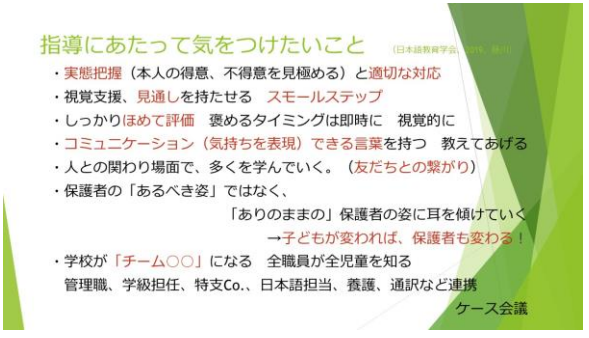 指導にあたって気をつけたいこと (日本語教育学会、2019、
・実態把握（本人の得意、不得意を見極める）と適切な対応
・視覚支援、見通しを持たせる　スモールステップ
・しっかりほめて評価　褒めるタイミングは即時に　視覚的に
・コミュニケーション（気持ちを表現）できる言葉を持つ　教えてあげる
・人との関わり場面で、多くを学んでいく。（友だちとの繋がり）
・保護者の「あるべき姿」ではなく、
「ありのままの」保護者の姿に耳を傾けていく
→子どもが変われば、保護者も変わる！
・学校が「チーム○○」になる　全職員が全児童を知る
管理職、学級担任、特支Co.、日本語担当、養護、通訳など連携
ケース会議